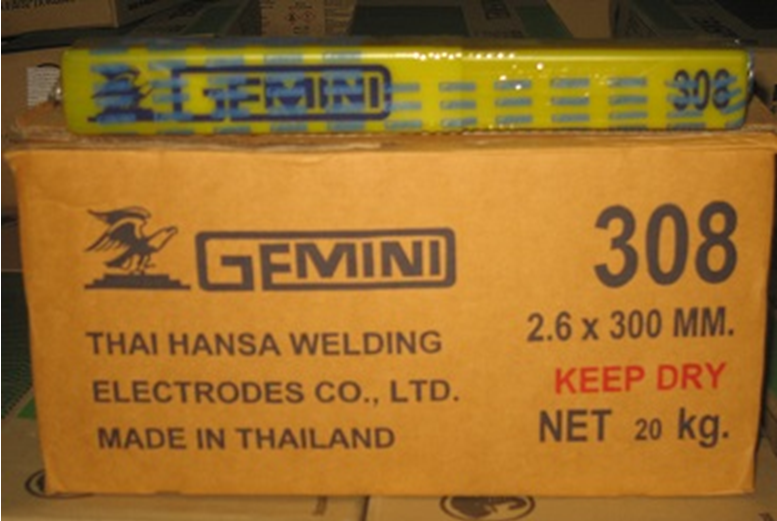 GEMINI 308
GEMINI 308
THAI HANSA WELDING
ELECTRODES CO., LTD.
MADE IN THAILAND
2.6 x 300 MM.
KEEP DRY
NET 20 kg.